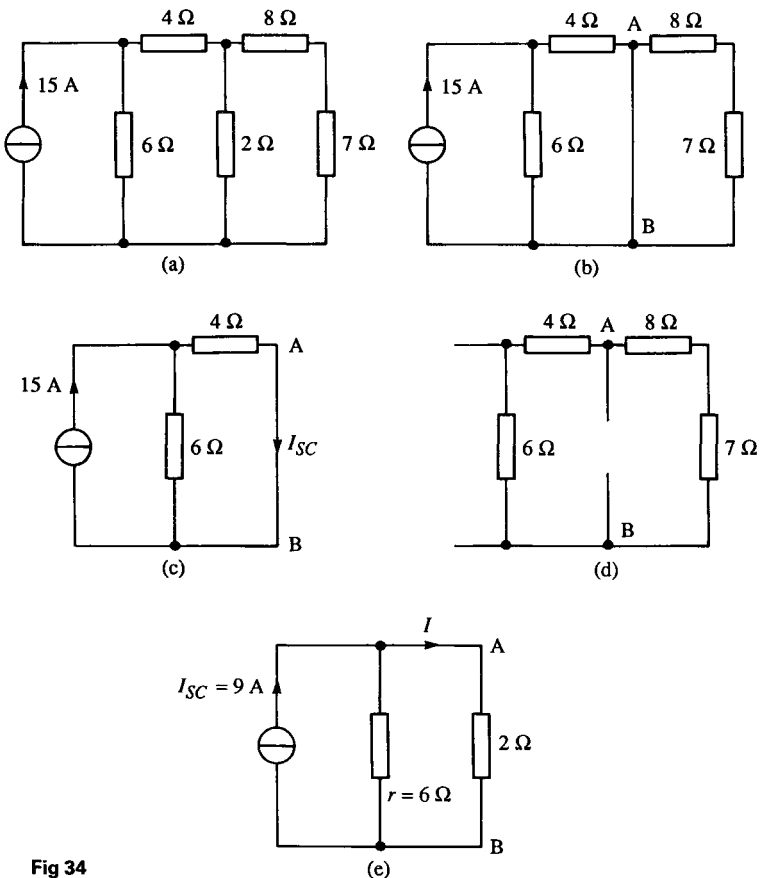 4 Ω 8 Ω
15 A
6 Ω 2 Ω 7 Ω
(a)
4 Ω A 8 Ω
15 A
6 Ω 7 Ω
B
(b)
4 Ω
A
15 A
6 Ω I_SC
B
(c)
4 Ω A 8 Ω
6 Ω 7 Ω
B
(d)
I
A
I_SC = 9 A
2 Ω
r = 6 Ω
B
Fig 34
(e)